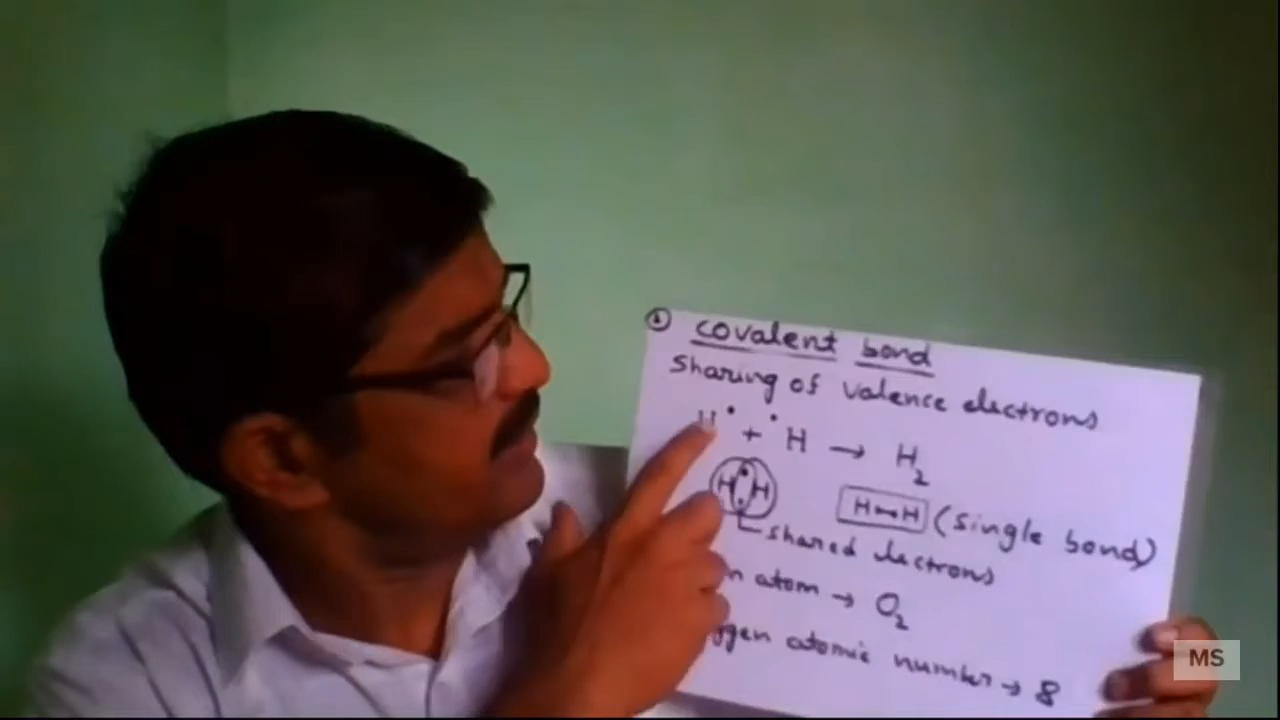 ① covalent bond
Sharing of valence electrons
H• + •H → H2
H : H
H•—•H (single bond)
shared electrons
atom → O2
atomic number → 8
MS